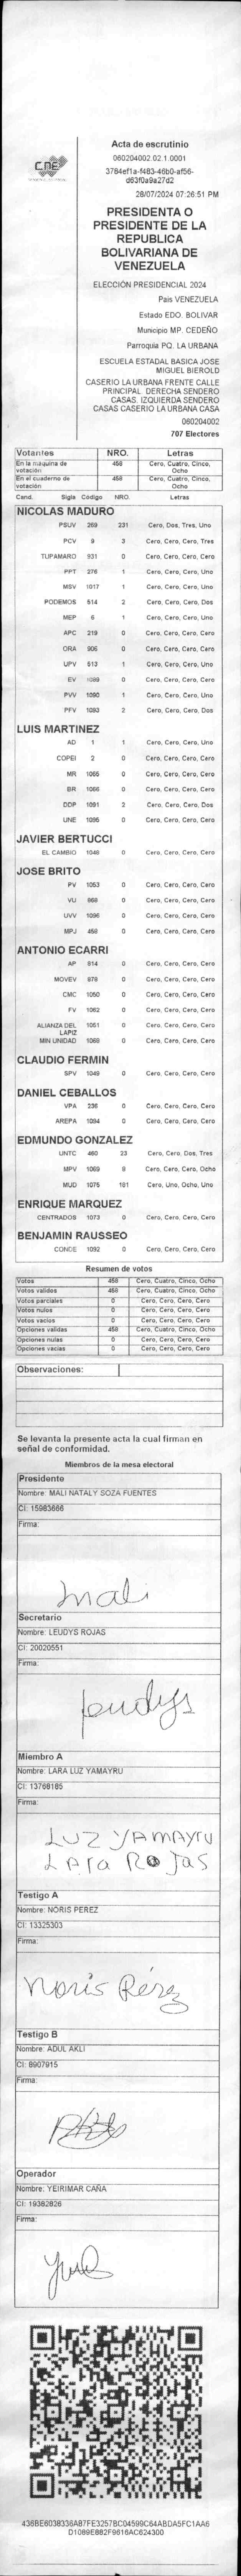 CNE
Acta de escrutinio
060204002.02.1.0001
3784ef1a-f483-46b0-af56-
d63f0a9a27d2
28/07/2024 07:26:51 PM
PRESIDENTA O
PRESIDENTE DE LA
REPUBLICA
BOLIVARIANA DE
VENEZUELA
ELECCIÓN PRESIDENCIAL 2024
Pais VENEZUELA
Estado EDO. BOLIVAR
Municipio MP. CEDEÑO
Parroquia PQ. LA URBANA
ESCUELA ESTADAL BASICA JOSE
MIGUEL BIEROLD
CASERIO LA URBANA FRENTE CALLE
PRINCIPAL. DERECHA SENDERO
CASAS. IZQUIERDA SENDERO
CASAS CASERIO LA URBANA CASA
060204002
707 Electores
Votantes NRO. Letras
En la maquina de votación 458 Cero, Cuatro, Cinco, Ocho
En el cuaderno de votación 458 Cero, Cuatro, Cinco, Ocho
Cand. Sigla Codigo NRO. Letras
NICOLAS MADURO
PSUV 269 231 Cero, Dos, Tres, Uno
PCV 9 3 Cero, Cero, Cero, Tres
TUPAMARO 931 0 Cero, Cero, Cero, Cero
PPT 276 1 Cero, Cero, Cero, Uno
MSV 1017 1 Cero, Cero, Cero, Uno
PODEMOS 514 2 Cero, Cero, Cero, Dos
MEP 6 1 Cero, Cero, Cero, Uno
APC 219 0 Cero, Cero, Cero, Cero
ORA 906 0 Cero, Cero, Cero, Cero
UPV 513 1 Cero, Cero, Cero, Uno
EV 1089 0 Cero, Cero, Cero, Cero
PVV 1090 1 Cero, Cero, Cero, Uno
PFV 1093 2 Cero, Cero, Cero, Dos
LUIS MARTINEZ
AD 1 1 Cero, Cero, Cero, Uno
COPEI 2 0 Cero, Cero, Cero, Cero
MR 1065 0 Cero, Cero, Cero, Cero
BR 1066 0 Cero, Cero, Cero, Cero
DDP 1091 2 Cero, Cero, Cero, Dos
UNE 1095 0 Cero, Cero, Cero, Cero
JAVIER BERTUCCI
EL CAMBIO 1048 0 Cero, Cero, Cero, Cero
JOSE BRITO
PV 1053 0 Cero, Cero, Cero, Cero
VU 868 0 Cero, Cero, Cero, Cero
UVV 1096 0 Cero, Cero, Cero, Cero
MPJ 458 0 Cero, Cero, Cero, Cero
ANTONIO ECARRI
AP 814 0 Cero, Cero, Cero, Cero
MOVEV 978 0 Cero, Cero, Cero, Cero
CMC 1050 0 Cero, Cero, Cero, Cero
FV 1062 0 Cero, Cero, Cero, Cero
ALIANZA DEL LAPIZ 1051 0 Cero, Cero, Cero, Cero
MIN UNIDAD 1068 0 Cero, Cero, Cero, Cero
CLAUDIO FERMIN
SPV 1049 0 Cero, Cero, Cero, Cero
DANIEL CEBALLOS
VPA 236 0 Cero, Cero, Cero, Cero
AREPA 1094 0 Cero, Cero, Cero, Cero
EDMUNDO GONZALEZ
UNTC 460 23 Cero, Cero, Dos, Tres
MPV 1069 8 Cero, Cero, Cero, Ocho
MUD 1075 181 Cero, Uno, Ocho, Uno
ENRIQUE MARQUEZ
CENTRADOS 1073 0 Cero, Cero, Cero, Cero
BENJAMIN RAUSSEO
CONDE 1092 0 Cero, Cero, Cero, Cero
Resumen de votos
Votos 458 Cero, Cuatro, Cinco, Ocho
Votos validos 458 Cero, Cuatro, Cinco, Ocho
Votos parciales 0 Cero, Cero, Cero, Cero
Votos nulos 0 Cero, Cero, Cero, Cero
Votos vacios 0 Cero, Cero, Cero, Cero
Opciones validas 458 Cero, Cuatro, Cinco, Ocho
Opciones nulas 0 Cero, Cero, Cero, Cero
Opciones vacias 0 Cero, Cero, Cero, Cero
Observaciones:
Se levanta la presente acta la cual firman en
señal de conformidad.
Miembros de la mesa electoral
Presidente
Nombre: MALI NATALY SOZA FUENTES
CI: 15983666
Firma:
mali
Secretario
Nombre: LEUDYS ROJAS
CI: 20020551
Firma:
leudys
Miembro A
Nombre: LARA LUZ YAMAYRU
CI: 13768185
Firma:
LUZ YAMAYRU
LARA ROJAS
Testigo A
Nombre: NORIS PEREZ
CI: 13325303
Firma:
Noris Pérez
Testigo B
Nombre: ADUL AKLI
CI: 8907915
Firma:
Operador
Nombre: YEIRIMAR CAÑA
CI: 19382826
Firma:
436BE6038336AB7FE3257BC04599C64ABDA5FC1AA6
D1069E882F9616AC624300